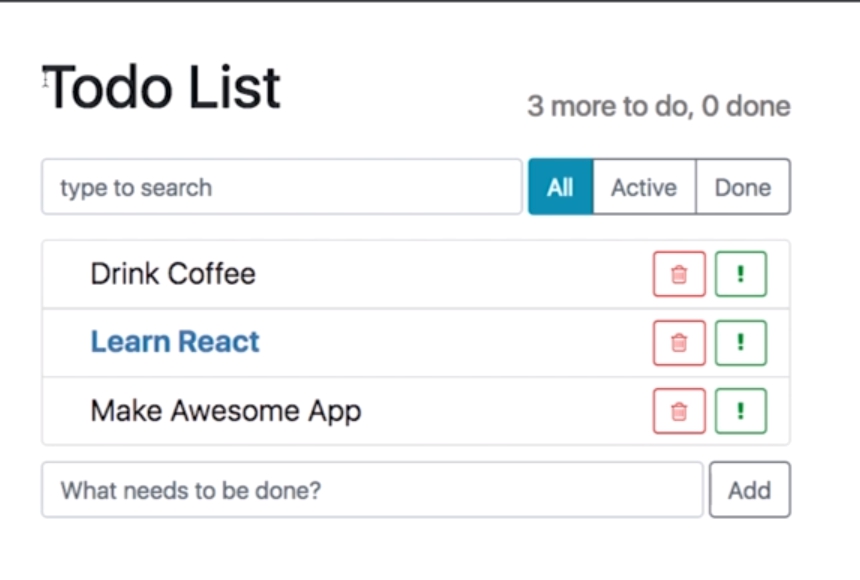 Todo List
3 more to do, 0 done
type to search
All Active Done
Drink Coffee !
Learn React !
Make Awesome App !
What needs to be done? Add